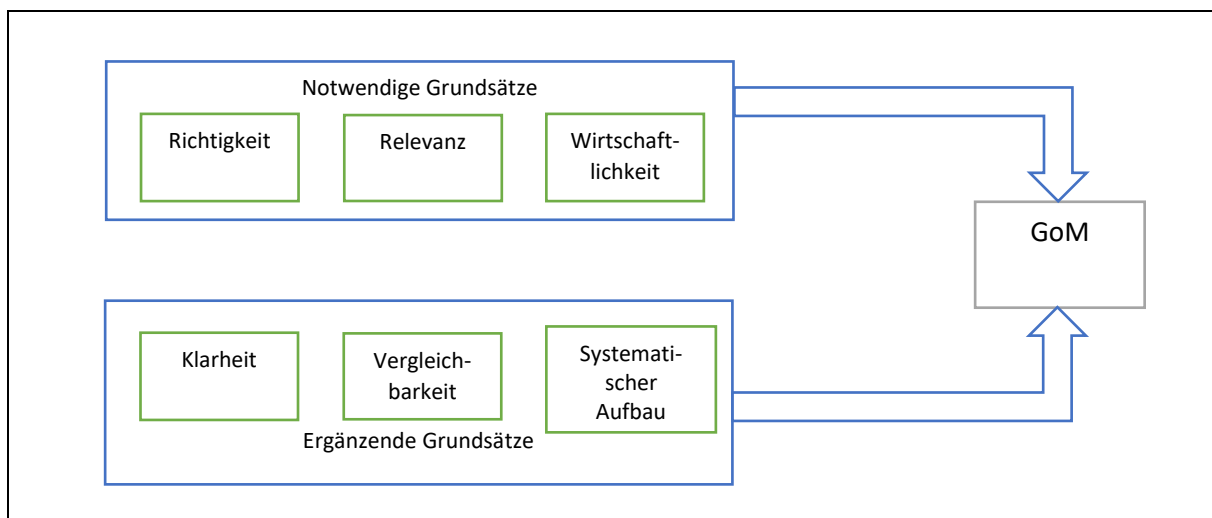 Notwendige Grundsätze
Richtigkeit
Relevanz
Wirtschaft-
lichkeit
GoM
Klarheit
Vergleich-
barkeit
Systemati-
scher
Aufbau
Ergänzende Grundsätze